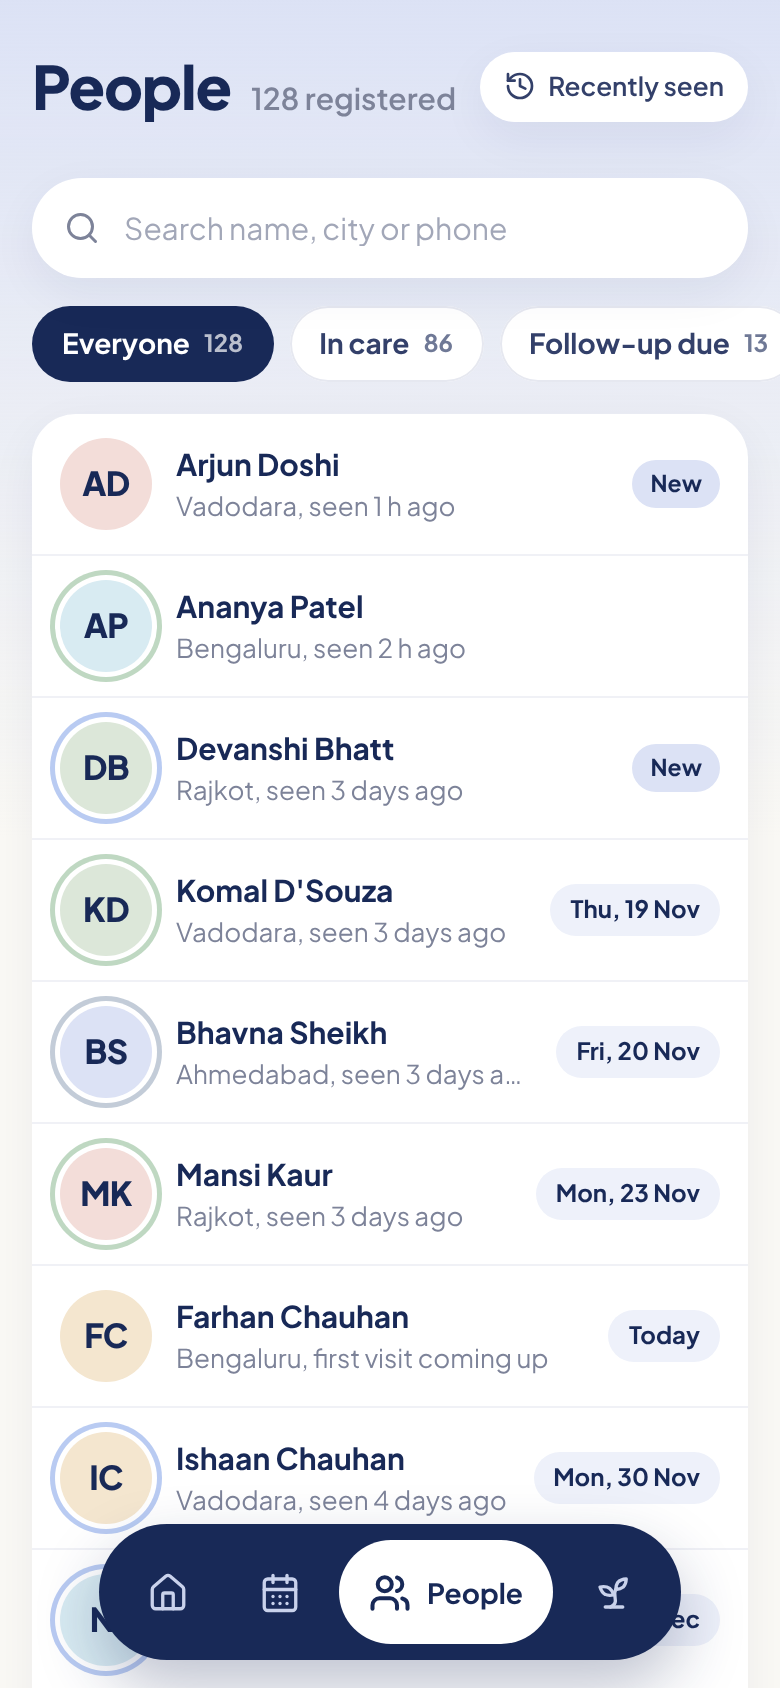 People 128 registered Recently seen
Search name, city or phone
Everyone 128 In care 86 Follow-up due 13
AD Arjun Doshi New
Vadodara, seen 1 h ago
AP Ananya Patel
Bengaluru, seen 2 h ago
DB Devanshi Bhatt New
Rajkot, seen 3 days ago
KD Komal D'Souza Thu, 19 Nov
Vadodara, seen 3 days ago
BS Bhavna Sheikh Fri, 20 Nov
Ahmedabad, seen 3 days a...
MK Mansi Kaur Mon, 23 Nov
Rajkot, seen 3 days ago
FC Farhan Chauhan Today
Bengaluru, first visit coming up
IC Ishaan Chauhan Mon, 30 Nov
Vadodara, seen 4 days ago
People